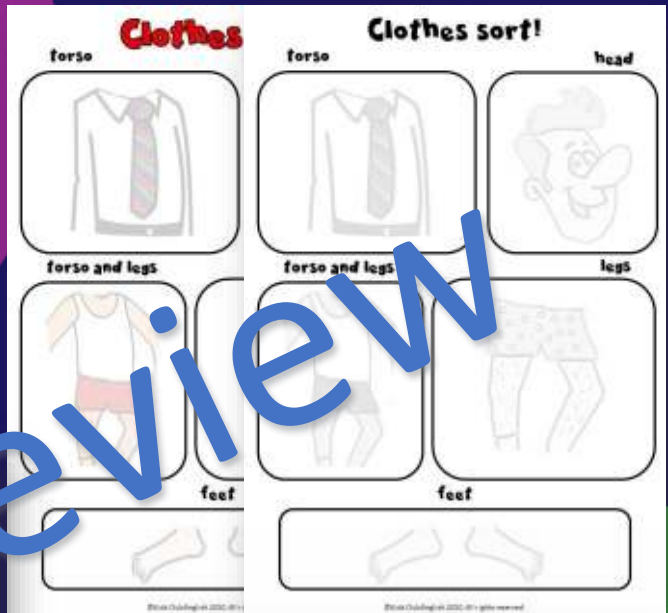 Clothes
torso
torso and legs
feet
Clothes sort!
torso
head
torso and legs
legs
feet
eview